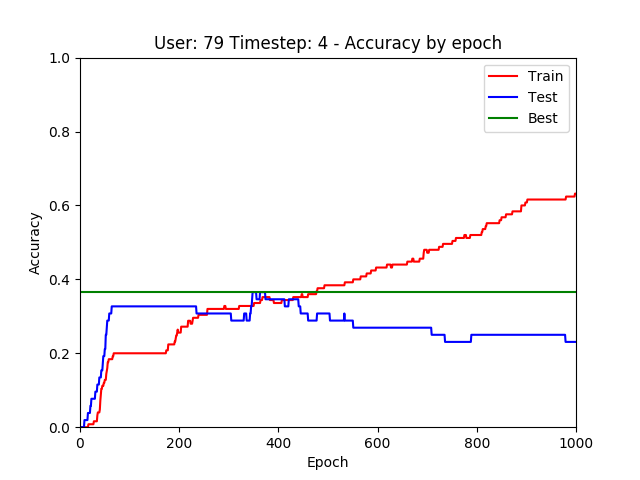 User: 79 Timestep: 4 - Accuracy by epoch
1.0
0.8
0.6
0.4
0.2
0.0
Accuracy
0 200 400 600 800 1000
Epoch
Train
Test
Best